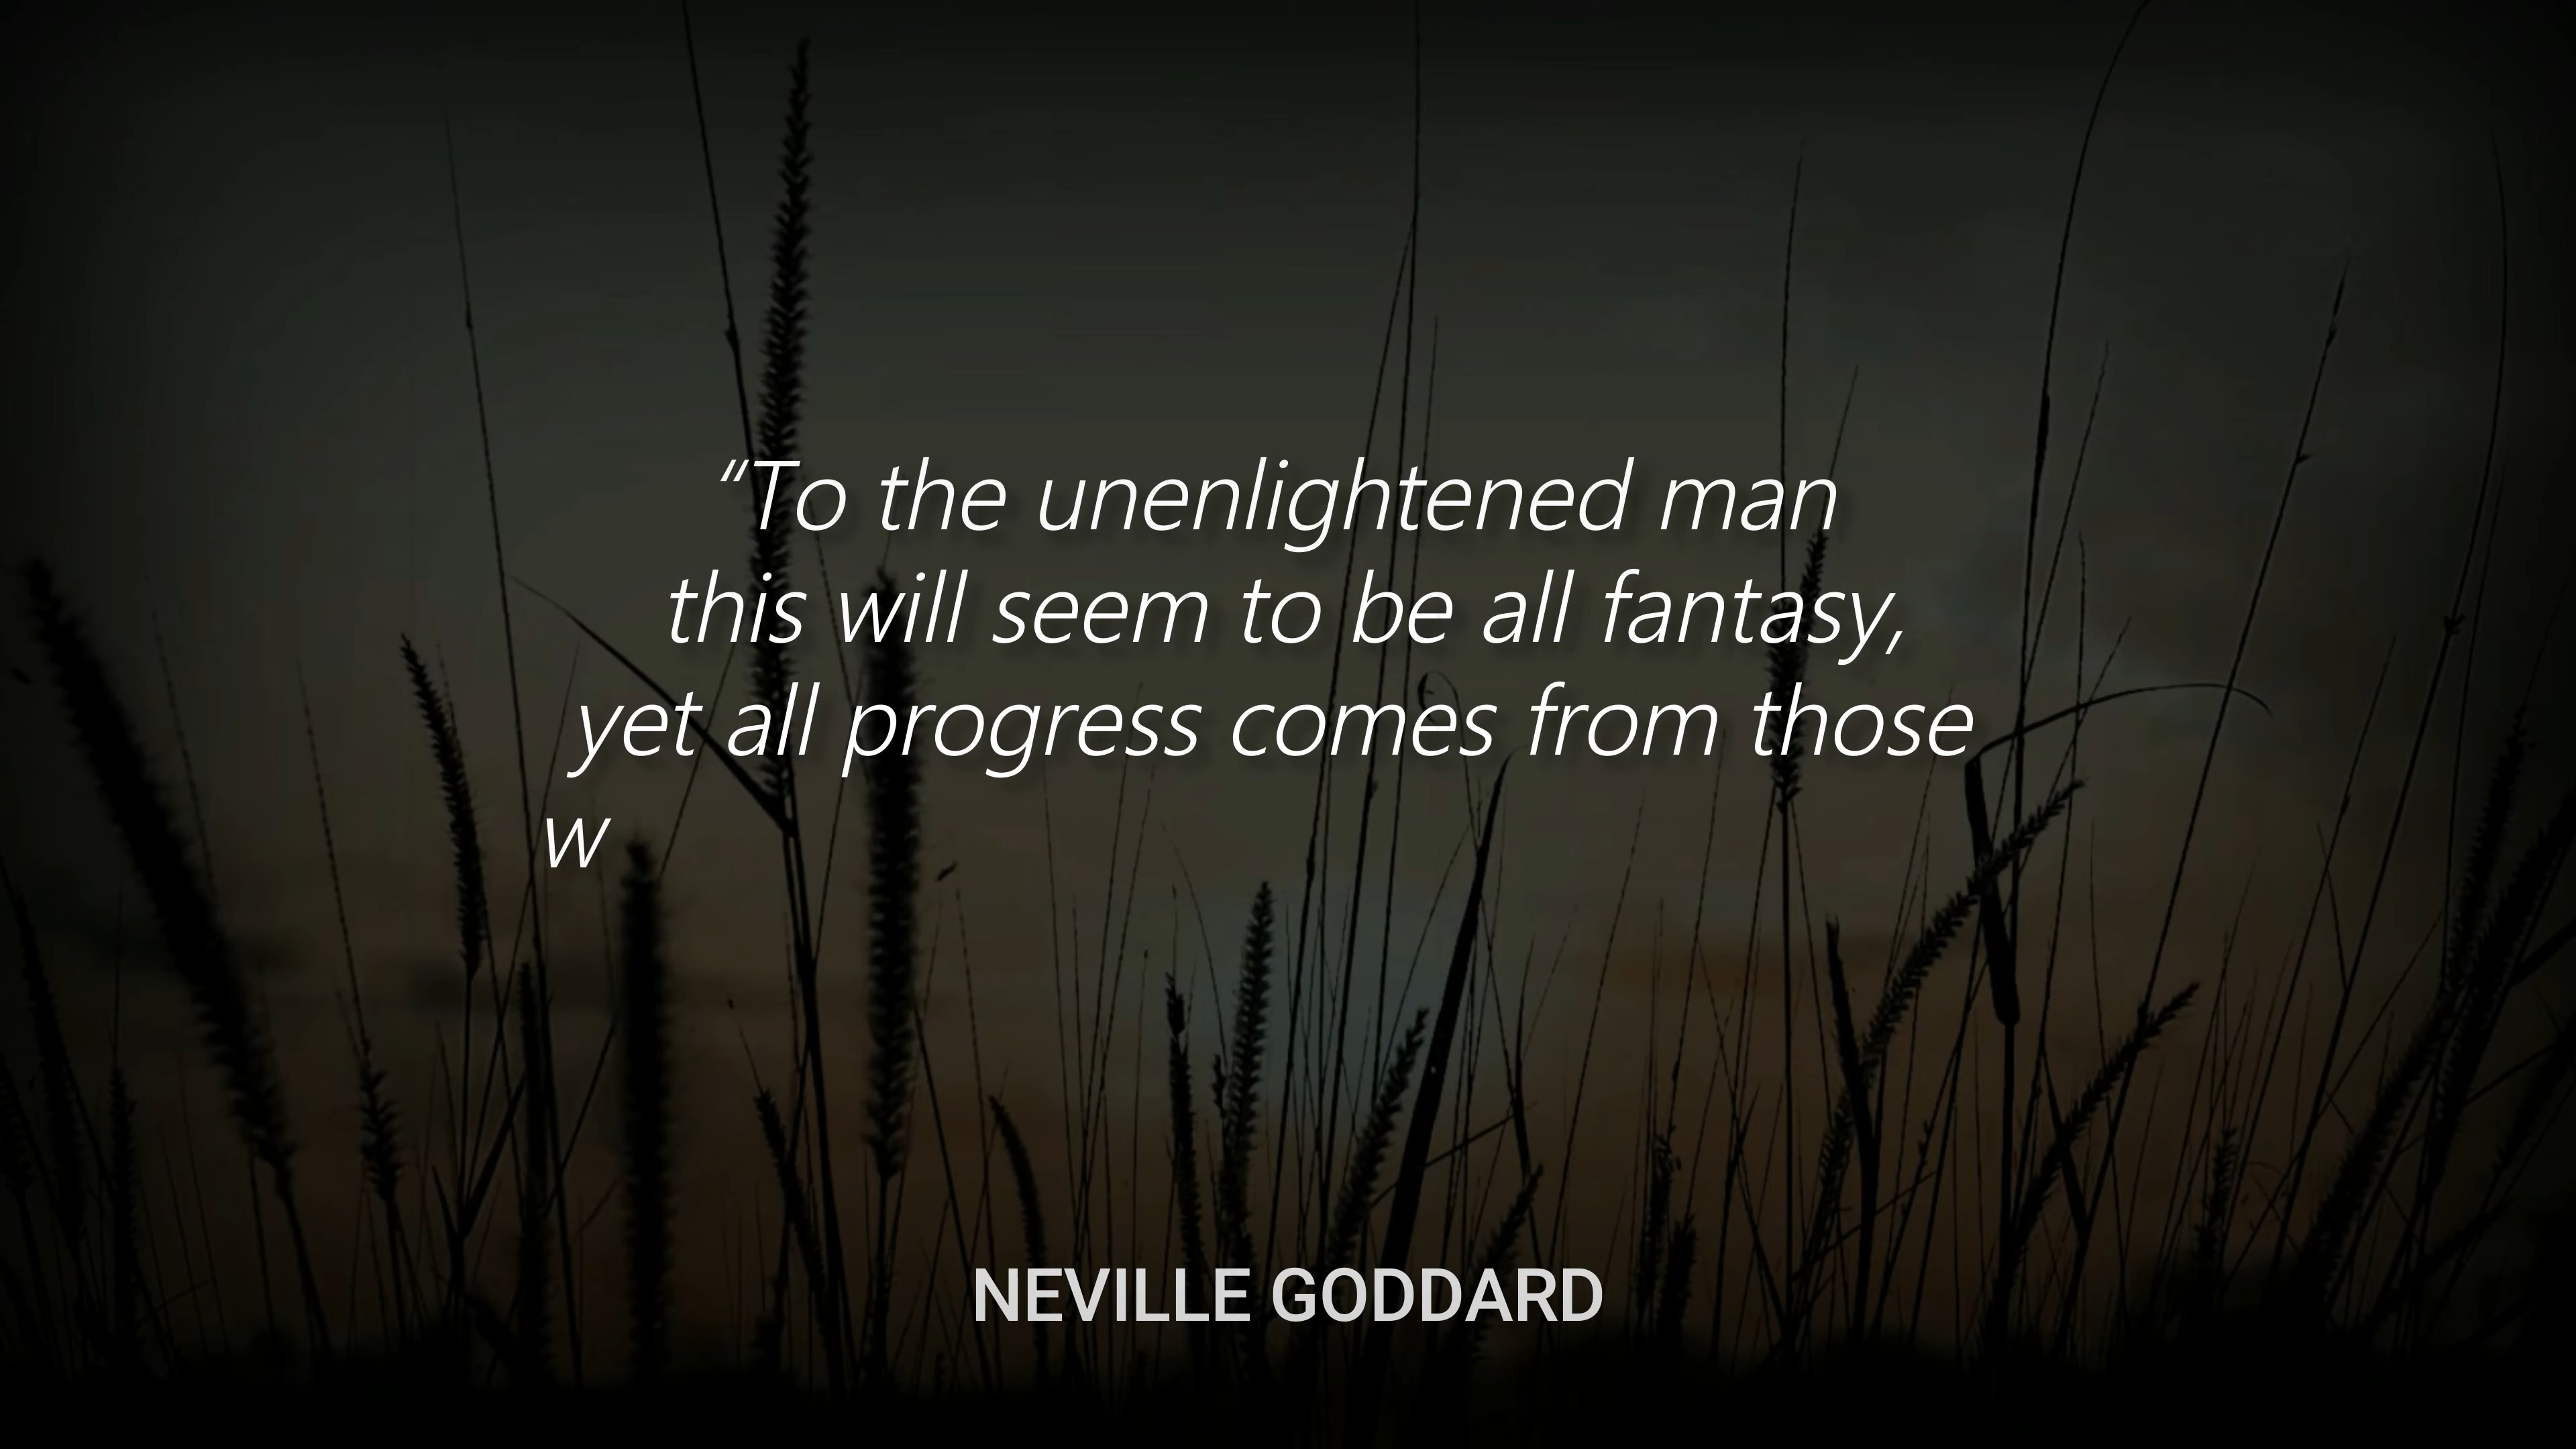 “To the unenlightened man
this will seem to be all fantasy,
yet all progress comes from those
w
NEVILLE GODDARD